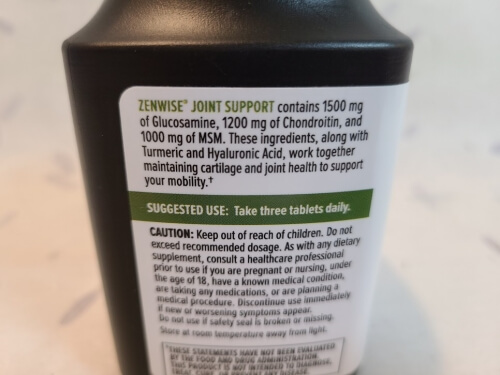 ZENWISE® JOINT SUPPORT contains 1500 mg
of Glucosamine, 1200 mg of Chondroitin, and
1000 mg of MSM. These ingredients, along with
Turmeric and Hyaluronic Acid, work together
maintaining cartilage and joint health to support
your mobility.†
SUGGESTED USE: Take three tablets daily.
CAUTION: Keep out of reach of children. Do not
exceed recommended dosage. As with any dietary
supplement, consult a healthcare professional
prior to use if you are pregnant or nursing, under
the age of 18, have a known medical condition,
are taking any medications, or are planning a
medical procedure. Discontinue use immediately
if new or worsening symptoms appear.
Do not use if safety seal is broken or missing.
Store at room temperature away from light.
†THESE STATEMENTS HAVE NOT BEEN EVALUATED
BY THE FOOD AND DRUG ADMINISTRATION.
THIS PRODUCT IS NOT INTENDED TO DIAGNOSE,
TREAT, CURE, OR PREVENT ANY DISEASE.